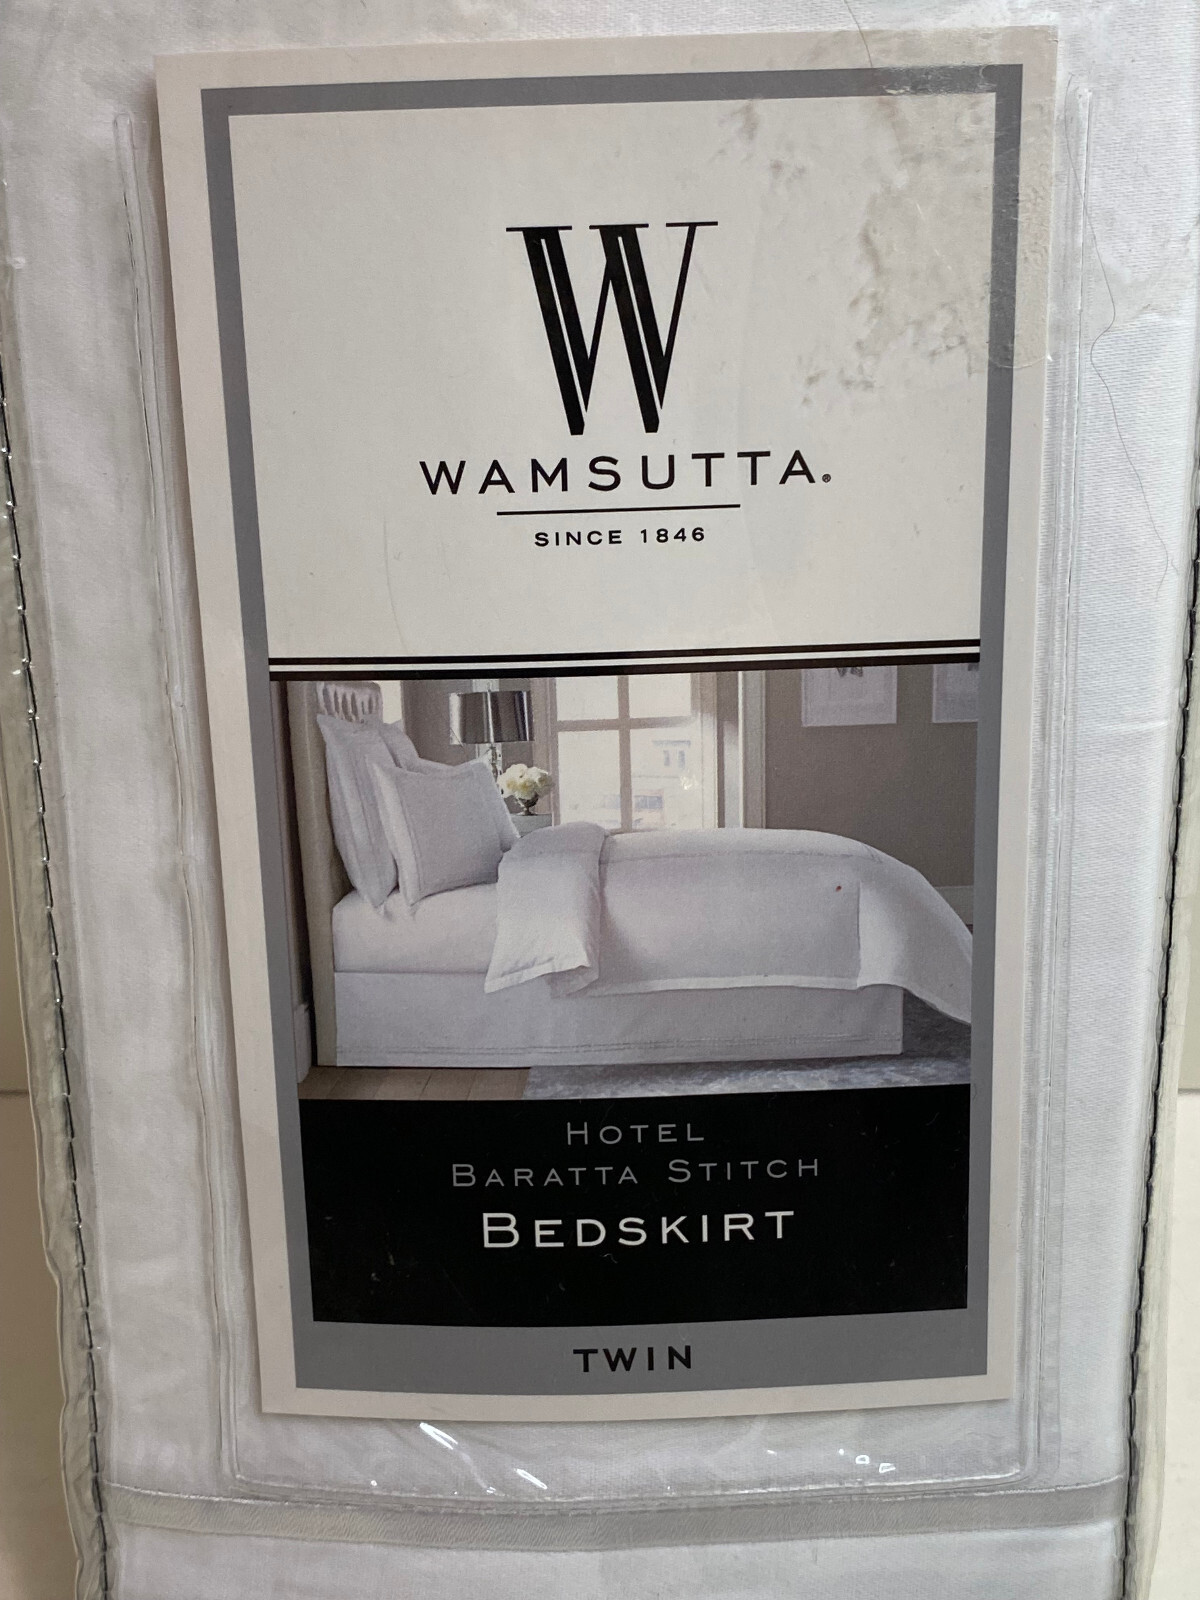 W
WAMSUTTA®
SINCE 1846
HOTEL
BARATTA STITCH
BEDSKIRT
TWIN